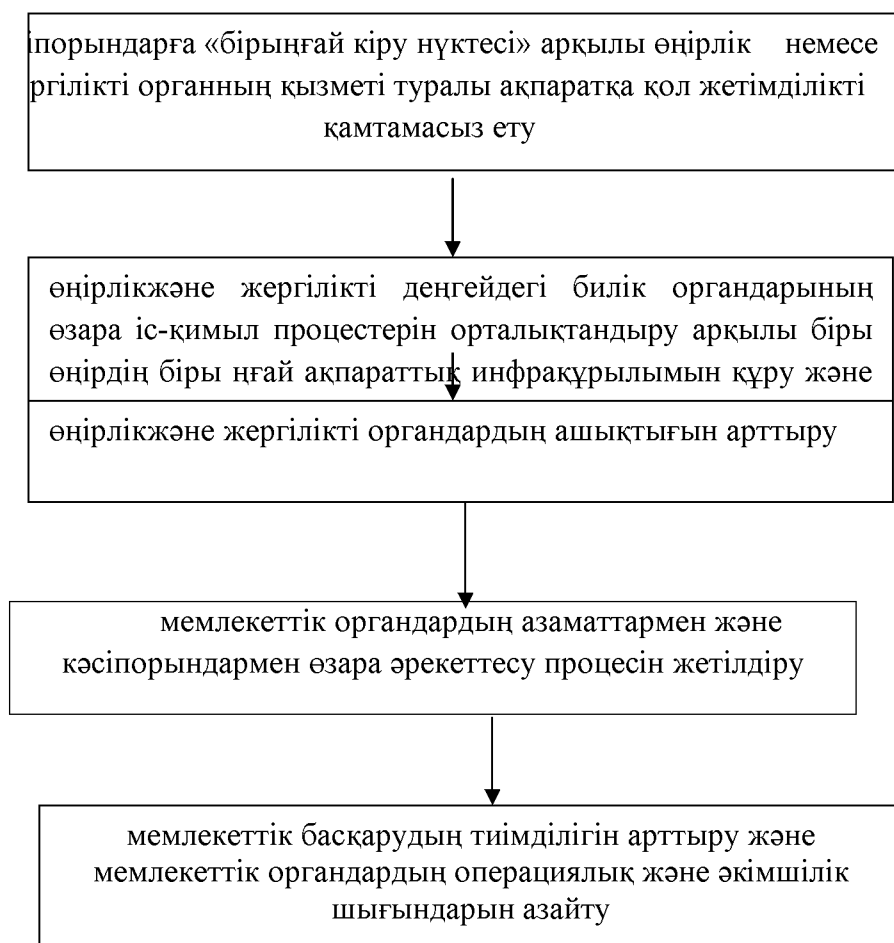 іпорындарға «бірыңғай кіру нүктесі» арқылы өңірлік немесе
ргілікті органның қызметі туралы ақпаратқа қол жетімділікті
қамтамасыз ету
өңірлікжәне жергілікті деңгейдегі билік органдарының
өзара іс-қимыл процестерін орталықтандыру арқылы біры
өңірдің біры ңғай ақпараттық инфрақұрылымын құру және
өңірлікжәне жергілікті органдардың ашықтығын арттыру
мемлекеттік органдардың азаматтармен және
кәсіпорындармен өзара әрекеттесу процесін жетілдіру
мемлекеттік басқарудың тиімділігін арттыру және
мемлекеттік органдардың операциялық және әкімшілік
шығындарын азайту